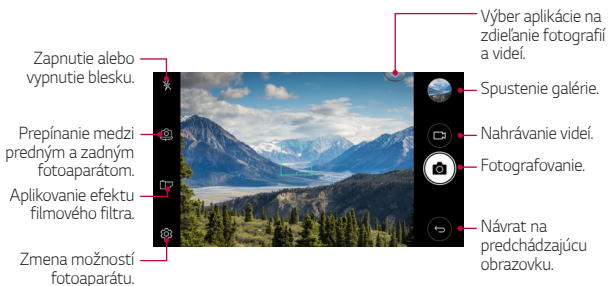 Zapnutie alebo
vypnutie blesku.
Prepínanie medzi
predným a zadným
fotoaparátom.
Aplikovanie efektu
filmového filtra.
Zmena možností
fotoaparátu.
Výber aplikácie na
zdieľanie fotografií
a videí.
Spustenie galérie.
Nahrávanie videí.
Fotografovanie.
Návrat na
predchádzajúcu
obrazovku.